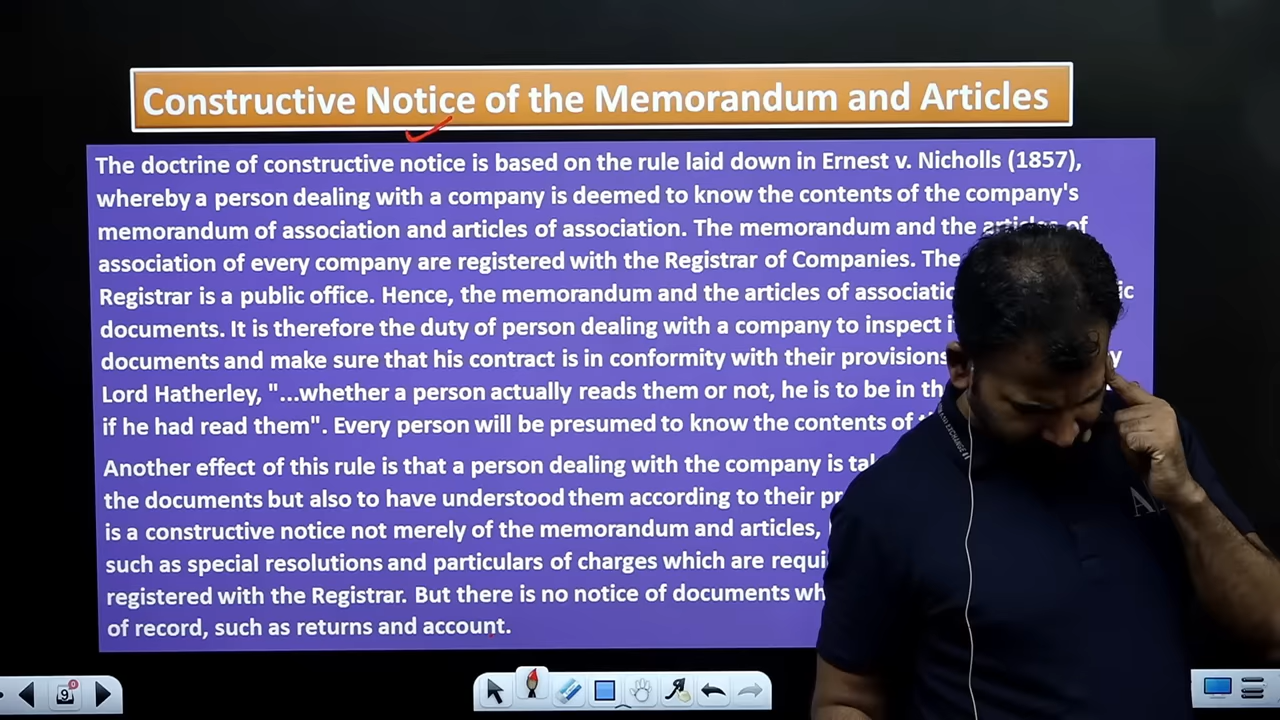 Constructive Notice of the Memorandum and Articles
The doctrine of constructive notice is based on the rule laid down in Ernest v. Nicholls (1857),
whereby a person dealing with a company is deemed to know the contents of the company's
memorandum of association and articles of association. The memorandum and the articles of
association of every company are registered with the Registrar of Companies. The
Registrar is a public office. Hence, the memorandum and the articles of
documents. It is therefore the duty of person dealing with a company to inspect
documents and make sure that his contract is in conformity with their provisions
Lord Hatherley, "...whether a person actually reads them or not, he is to be in
if he had read them". Every person will be presumed to know the contents of
Another effect of this rule is that a person dealing with the company is
the documents but also to have understood them according to their
is a constructive notice not merely of the memorandum and articles,
such as special resolutions and particulars of charges which are
registered with the Registrar. But there is no notice of documents
of record, such as returns and account.
9
0